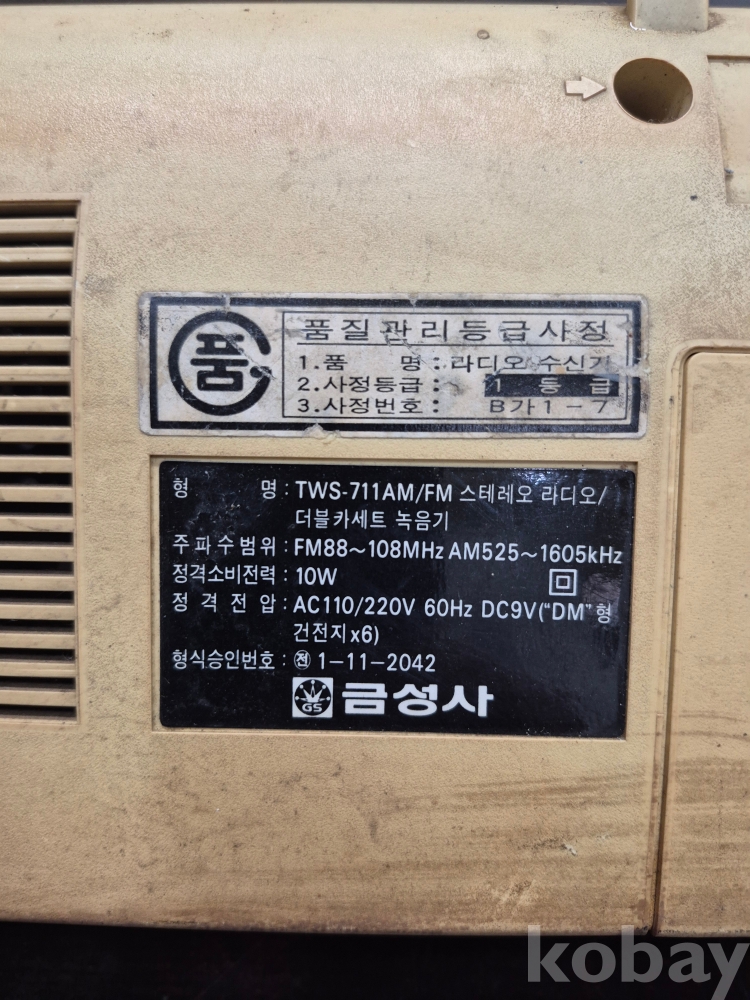 품
품질관리등급사정
1.품 명 : 라디오 수신기
2.사정등급 : 1 등 급
3.사정번호 : B가1-7
형 명 : TWS-711AM/FM 스테레오 라디오/
더블카세트 녹음기
주파수범위 : FM88~108MHz AM525~1605kHz
정격소비전력 : 10W
정격전압 : AC110/220V 60Hz DC9V("DM"형
건전지x6)
형식승인번호 : ㉄ 1-11-2042
GS 금성사
kobay